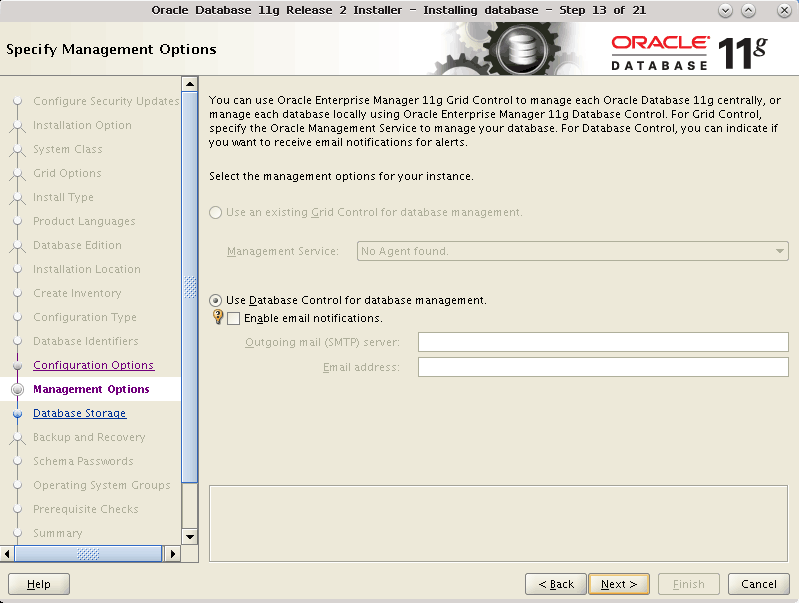 Oracle Database 11g Release 2 Installer - Installing database - Step 13 of 21
Specify Management Options
ORACLE
DATABASE
11g
Configure Security Updates
Installation Option
System Class
Grid Options
Install Type
Product Languages
Database Edition
Installation Location
Create Inventory
Configuration Type
Database Identifiers
Configuration Options
Management Options
Database Storage
Backup and Recovery
Schema Passwords
Operating System Groups
Prerequisite Checks
Summary
You can use Oracle Enterprise Manager 11g Grid Control to manage each Oracle Database 11g centrally, or
manage each database locally using Oracle Enterprise Manager 11g Database Control. For Grid Control,
specify the Oracle Management Service to manage your database. For Database Control, you can indicate if
you want to receive email notifications for alerts.
Select the management options for your instance.
Use an existing Grid Control for database management.
Management Service:
No Agent found.
Use Database Control for database management.
Enable email notifications.
Outgoing mail (SMTP) server:
Email address:
Help
< Back
Next >
Finish
Cancel